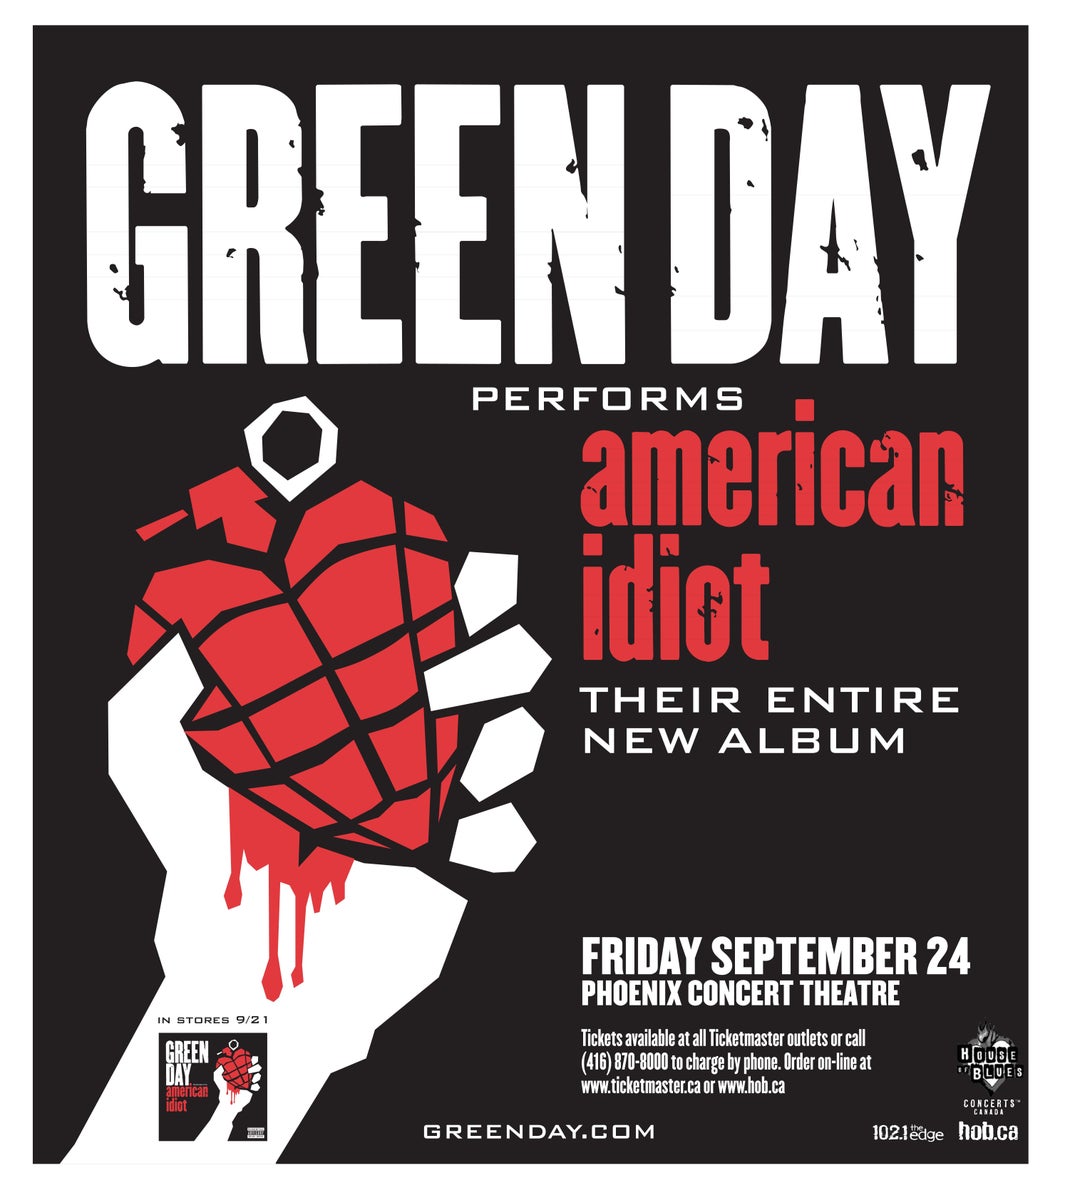 GREEN DAY
PERFORMS
american
idiot
THEIR ENTIRE
NEW ALBUM
FRIDAY SEPTEMBER 24
PHOENIX CONCERT THEATRE
Tickets available at all Ticketmaster outlets or call
(416) 870-8000 to charge by phone. Order on-line at
www.ticketmaster.ca or www.hob.ca
IN STORES 9/21
GREEN
DAY
american
idiot
GREENDAY.COM
102.1 the edge
HOUSE
OF BLUES
CONCERTS™
CANADA
hob.ca